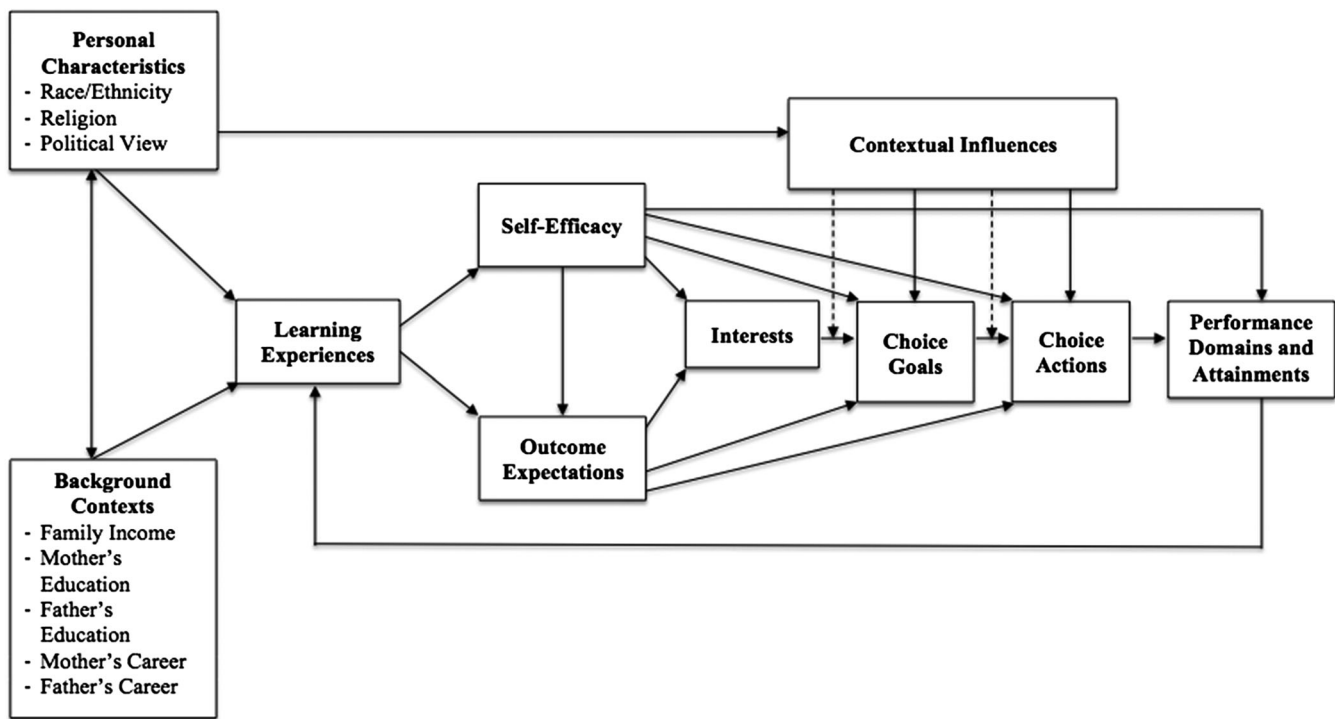 Personal
Characteristics
- Race/Ethnicity
- Religion
- Political View
Contextual Influences
Self-Efficacy
Learning
Experiences
Interests
Choice
Goals
Choice
Actions
Performance
Domains and
Attainments
Outcome
Expectations
Background
Contexts
- Family Income
- Mother's
Education
- Father's
Education
- Mother's Career
- Father's Career